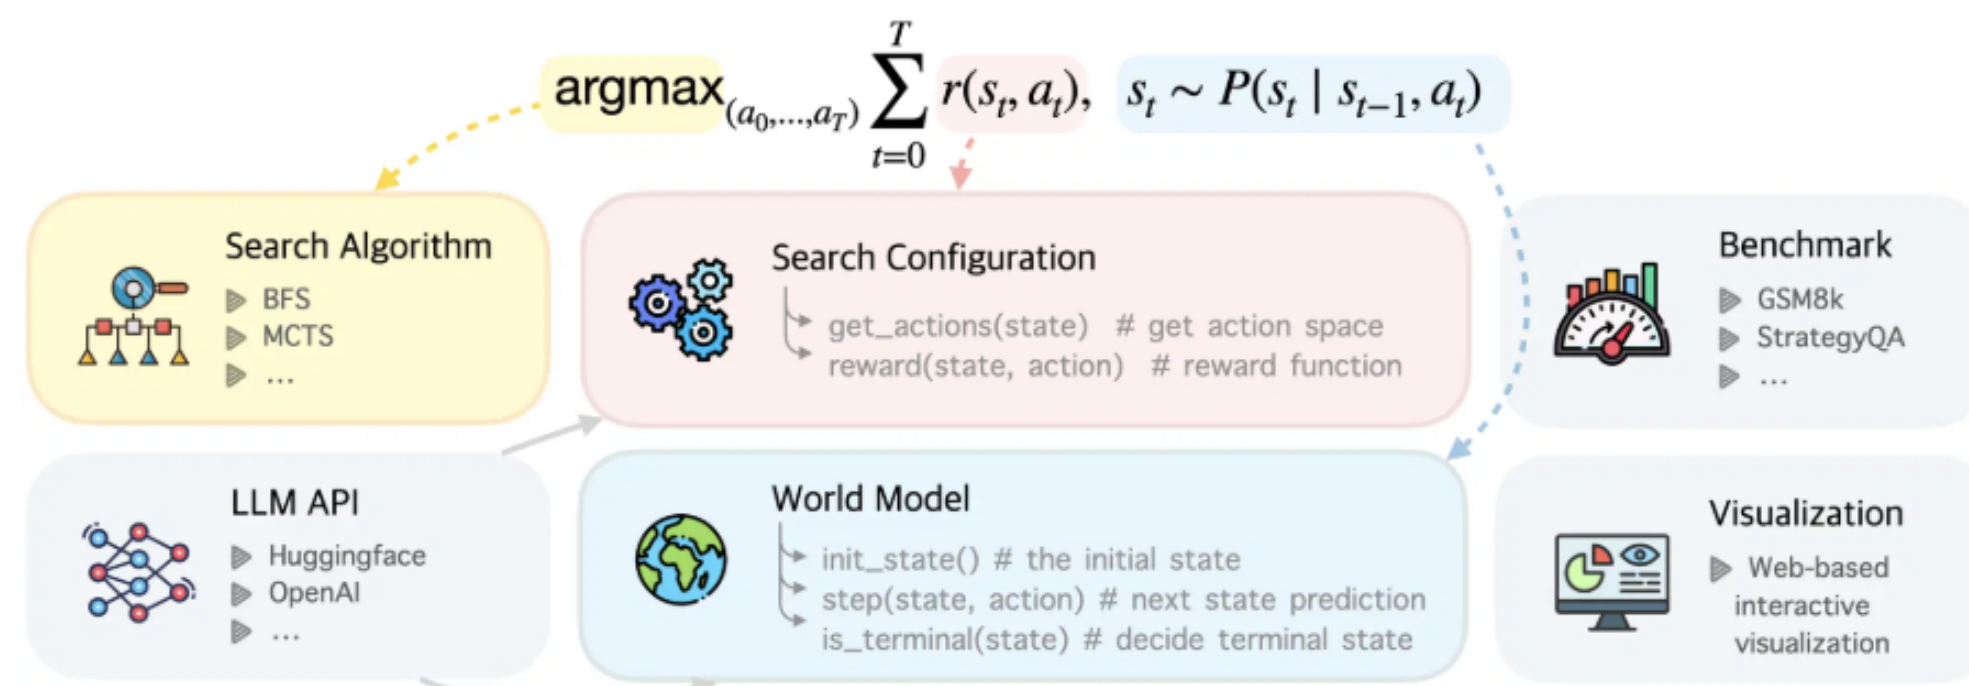 argmax(a₀,...,a_T) ∑_{t=0}^{T} r(sₜ, aₜ), sₜ ~ P(sₜ | sₜ₋₁, aₜ)
Search Algorithm
BFS
MCTS
...
Search Configuration
get_actions(state) # get action space
reward(state, action) # reward function
Benchmark
GSM8k
StrategyQA
...
LLM API
Huggingface
OpenAI
...
World Model
init_state() # the initial state
step(state, action) # next state prediction
is_terminal(state) # decide terminal state
Visualization
Web-based
interactive
visualization